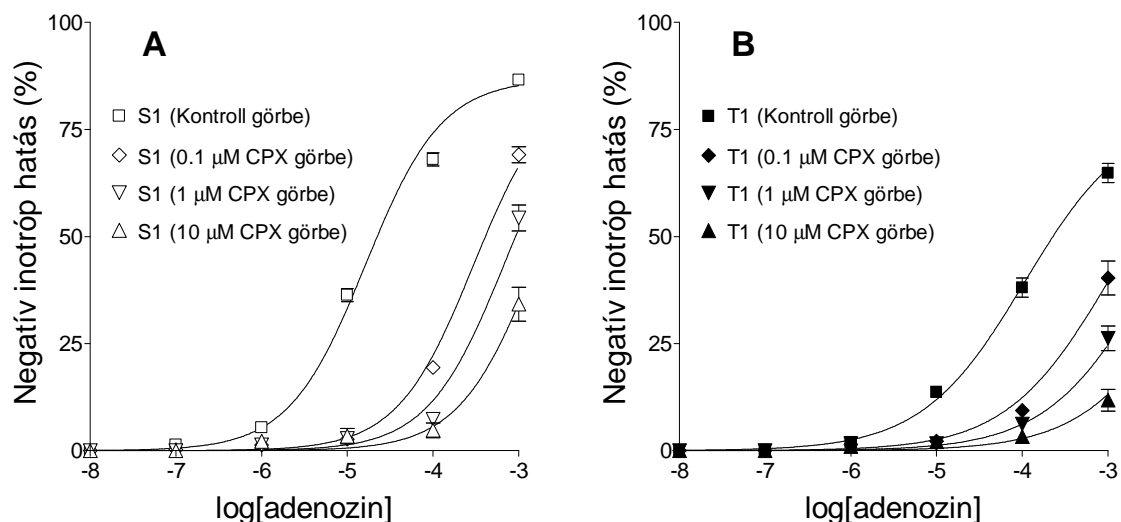 A
Negatív inotróp hatás (%)
100
75
50
25
0
S1 (Kontroll görbe)
S1 (0.1 μM CPX görbe)
S1 (1 μM CPX görbe)
S1 (10 μM CPX görbe)
-8 -7 -6 -5 -4 -3
log[adenozin]
B
Negatív inotróp hatás (%)
100
75
50
25
0
T1 (Kontroll görbe)
T1 (0.1 μM CPX görbe)
T1 (1 μM CPX görbe)
T1 (10 μM CPX görbe)
-8 -7 -6 -5 -4 -3
log[adenozin]